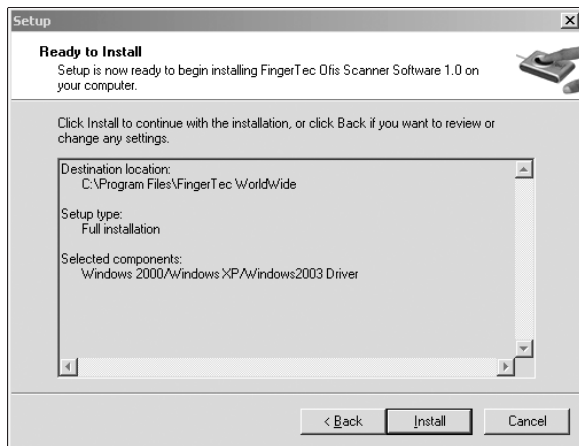 Setup
Ready to Install
Setup is now ready to begin installing FingerTec Ofis Scanner Software 1.0 on
your computer.
Click Install to continue with the installation, or click Back if you want to review or
change any settings.
Destination location:
C:\Program Files\FingerTec WorldWide
Setup type:
Full installation
Selected components:
Windows 2000/Windows XP/Windows2003 Driver
< Back
Install
Cancel